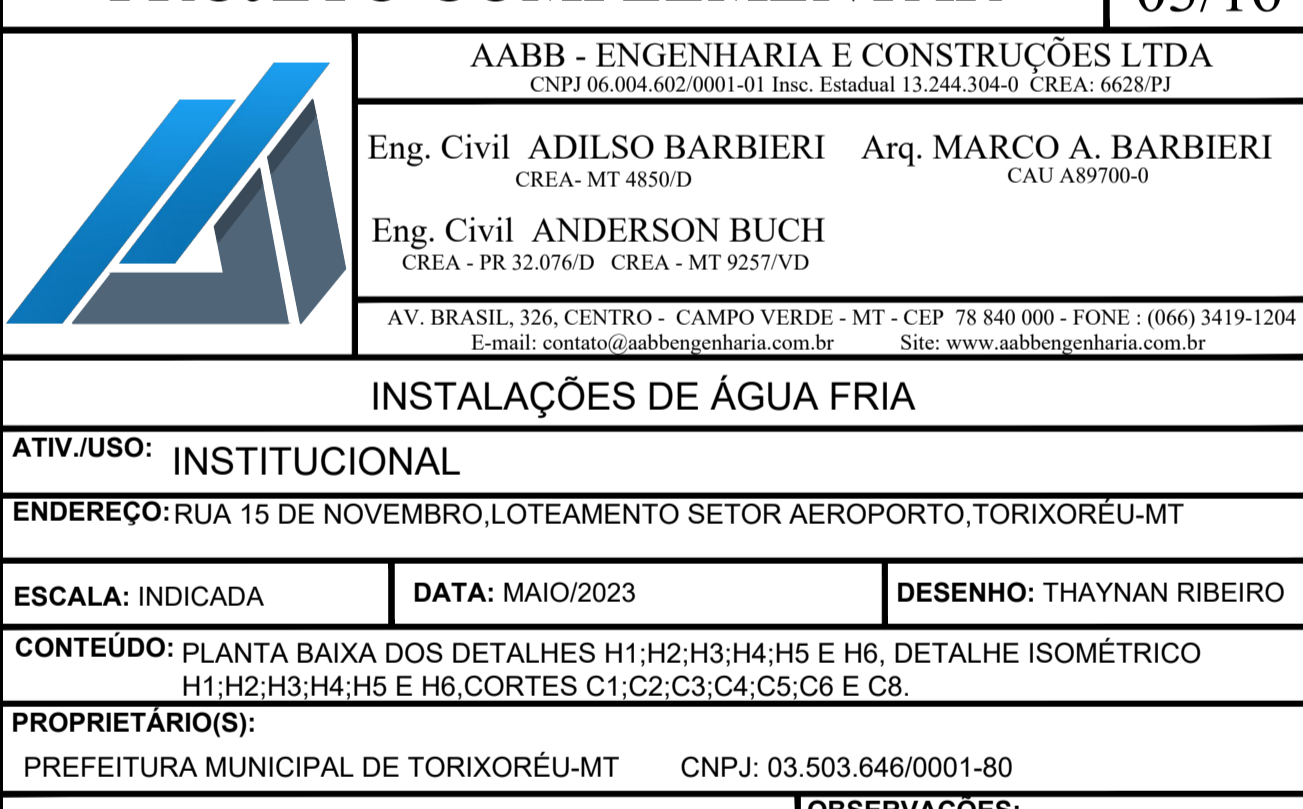 PROJETO COMPLEMENTAR
AABB - ENGENHARIA E CONSTRUÇÕES LTDA
CNPJ 06.004.602/0001-01 Insc. Estadual 13.244.304-0 CREA: 6628/PJ
Eng. Civil ADILSO BARBIERI Arq. MARCO A. BARBIERI
CREA- MT 4850/D CAU A89700-0
Eng. Civil ANDERSON BUCH
CREA - PR 32.076/D CREA - MT 9257/VD
AV. BRASIL, 326, CENTRO - CAMPO VERDE - MT - CEP 78 840 000 - FONE : (066) 3419-1204
E-mail: contato@aabbengenharia.com.br Site: www.aabbengenharia.com.br
INSTALAÇÕES DE ÁGUA FRIA
ATIV./USO: INSTITUCIONAL
ENDEREÇO: RUA 15 DE NOVEMBRO,LOTEAMENTO SETOR AEROPORTO,TORIXORÉU-MT
ESCALA: INDICADA DATA: MAIO/2023 DESENHO: THAYNAN RIBEIRO
CONTEÚDO: PLANTA BAIXA DOS DETALHES H1;H2;H3;H4;H5 E H6, DETALHE ISOMÉTRICO
H1;H2;H3;H4;H5 E H6,CORTES C1;C2;C3;C4;C5;C6 E C8.
PROPRIETÁRIO(S):
PREFEITURA MUNICIPAL DE TORIXORÉU-MT CNPJ: 03.503.646/0001-80
OBSERVAÇÕES: